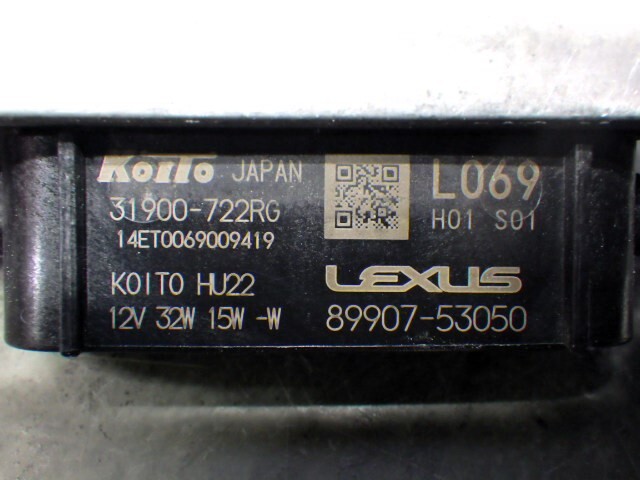 KOITO JAPAN
31900-722RG
14ET0069009419
KOITO HU22
12V 32W 15W -W
L069
H01 S01
LEXUS
89907-53050